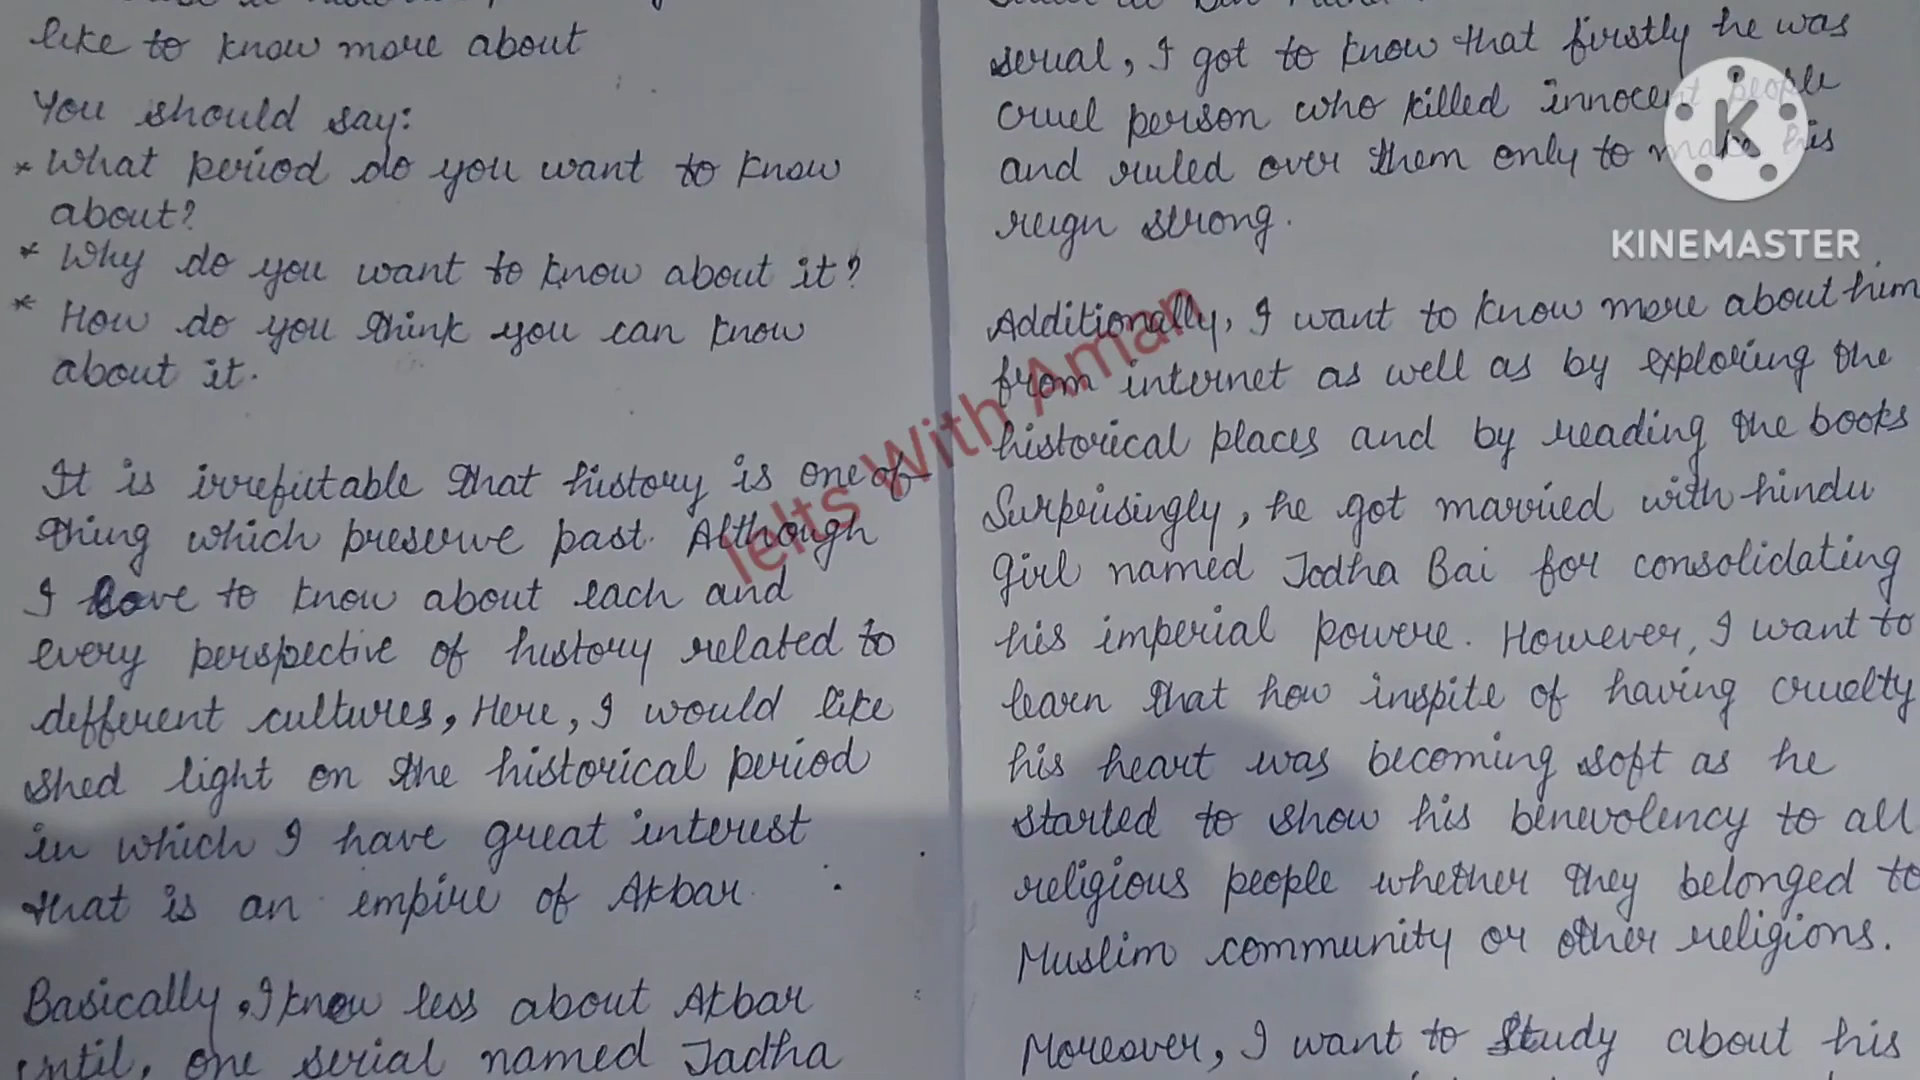 like to know more about
You should say:
* What period do you want to know
about?
* Why do you want to know about it?
* How do you think you can know
about it.
It is irrefutable that history is one of
thing which preserve past. Although
I love to know about each and
every perspective of history related to
different cultures, Here, I would like
shed light on the historical period
in which I have great interest
that is an empire of Akbar.
Basically, I know less about Akbar
until, one serial named Jadha
serial, I got to know that firstly he was
cruel person who killed innocent people
and ruled over them only to make his
reign strong.
Additionally, I want to know more about him
from internet as well as by exploring the
historical places and by reading the books
Surprisingly, he got married with hindu
girl named Jodha Bai for consolidating
his imperial powere. However, I want to
learn that how inspite of having cruelty
his heart was becoming soft as he
started to show his benevolency to all
religious people whether they belonged to
Muslim community or other religions.
Moreover, I want to study about his
Ielts With Aman
K
KINEMASTER